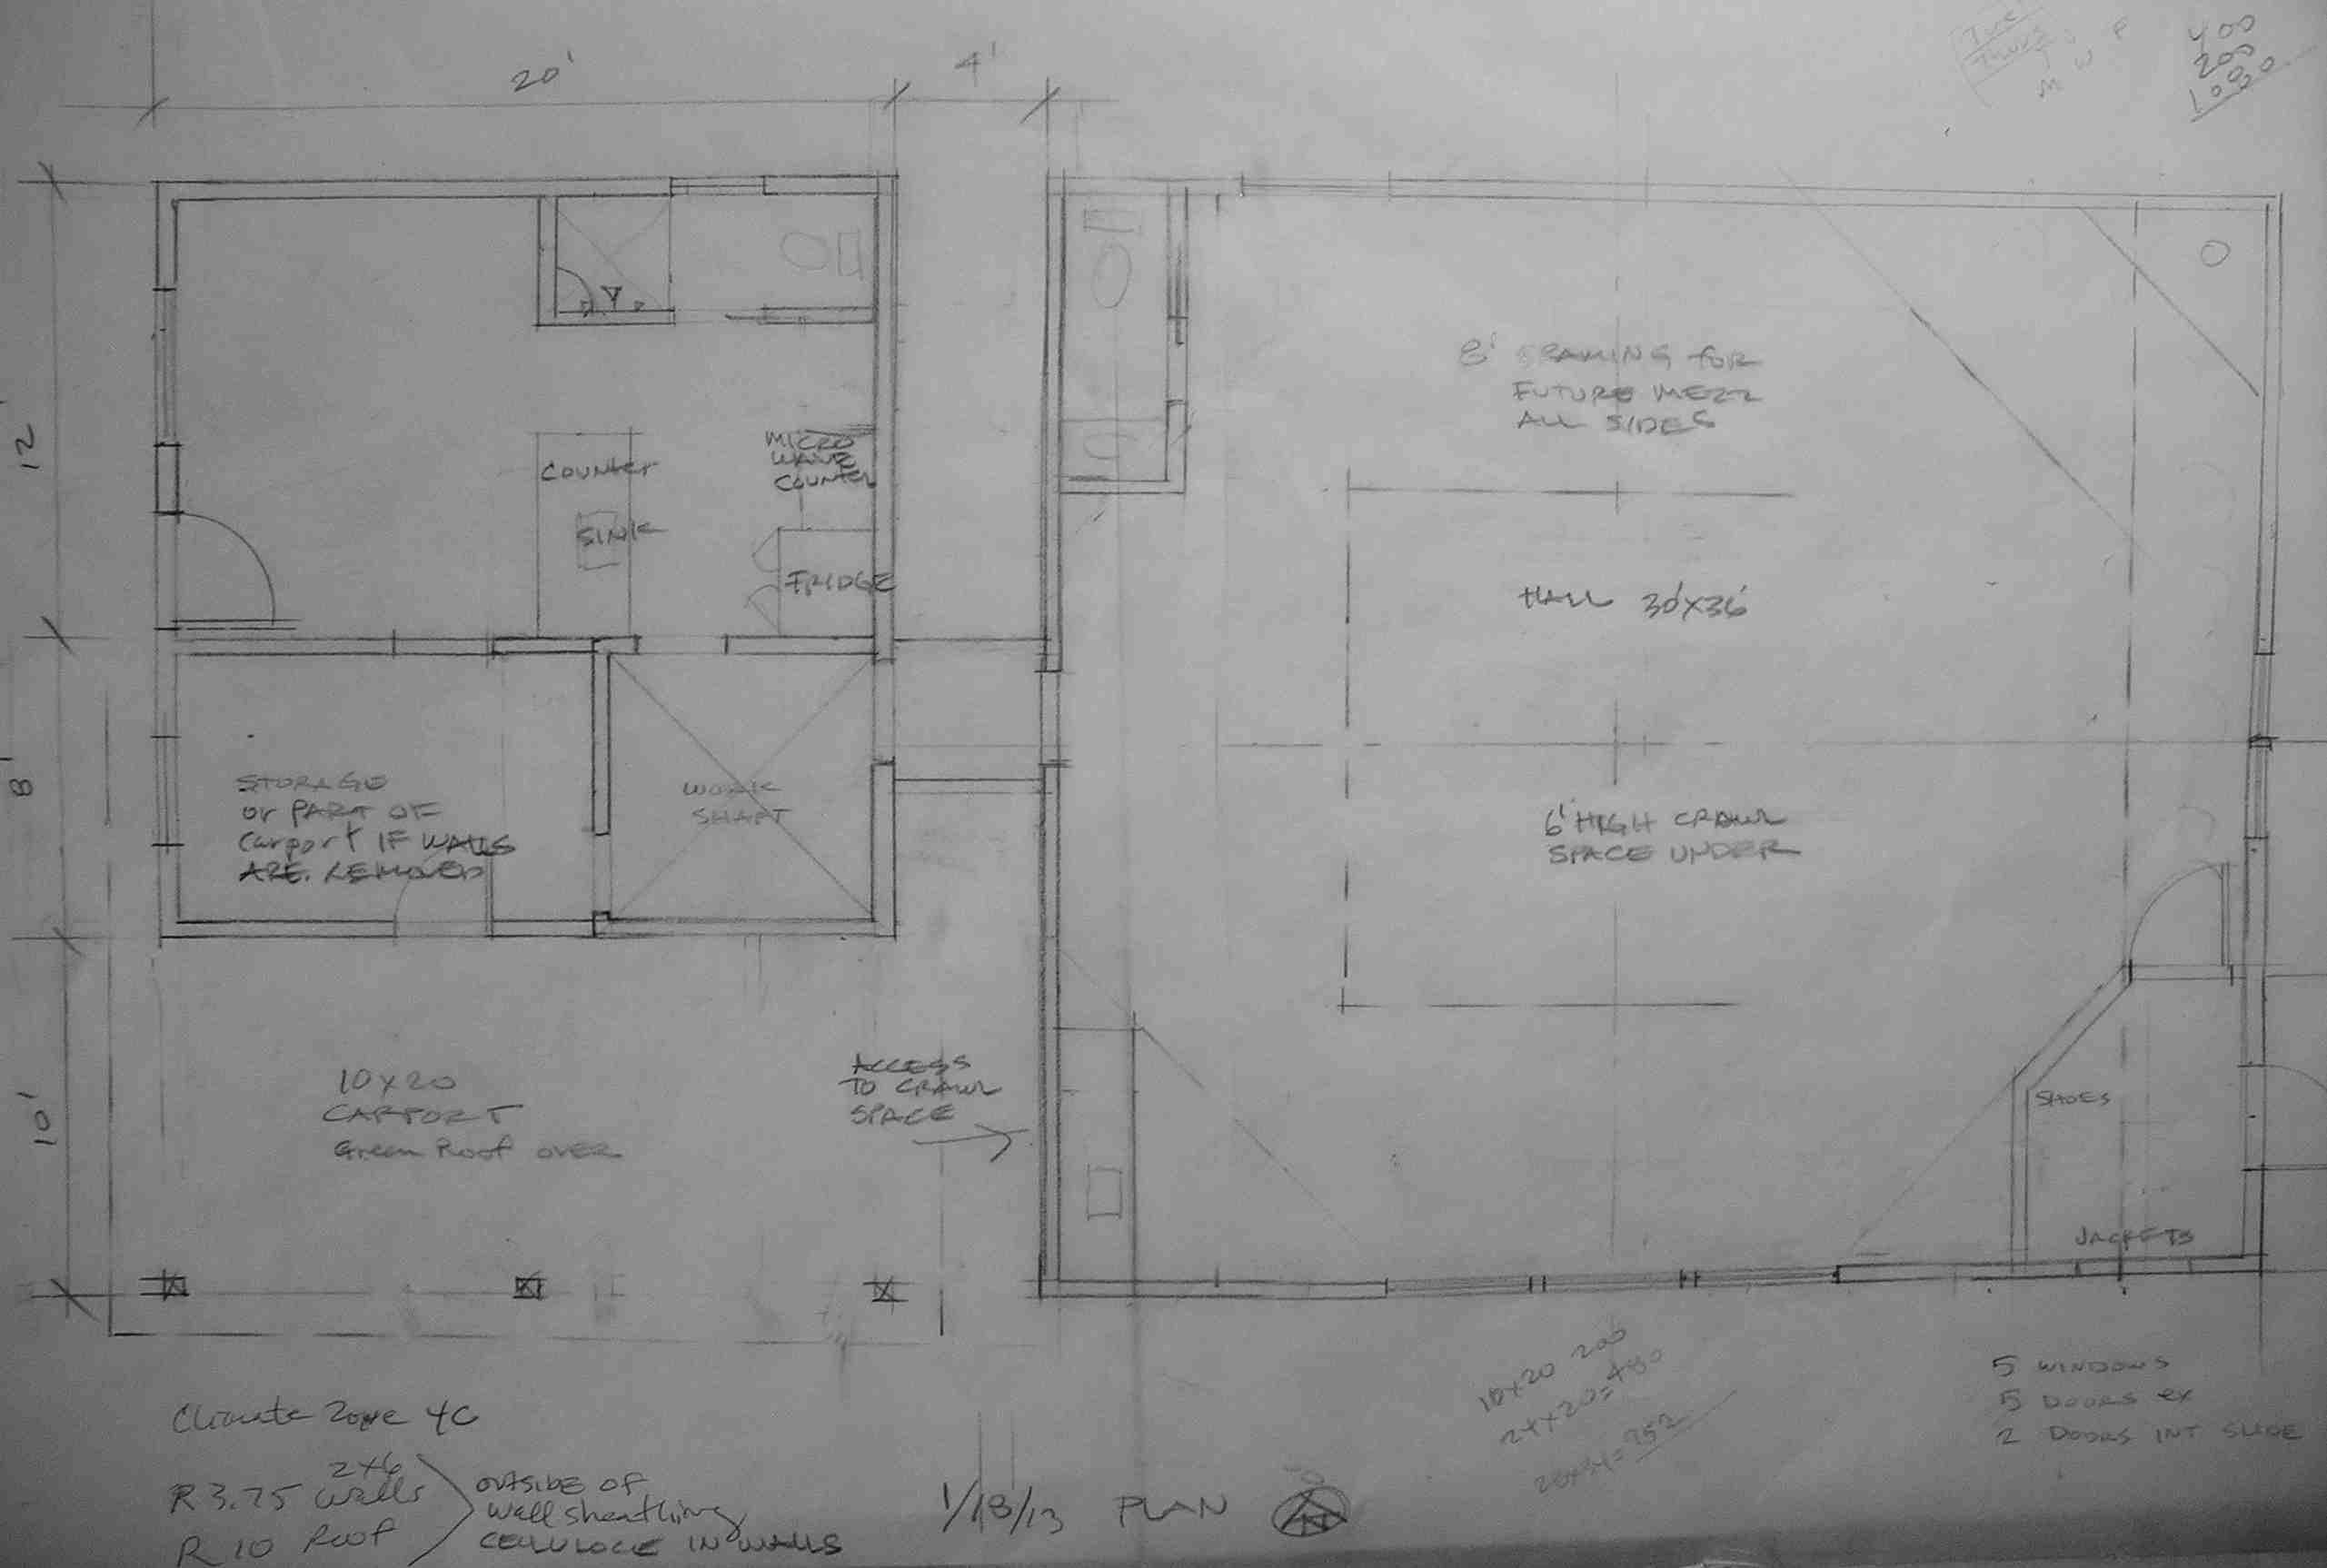 20'
4'
Tue
Thurs
M W F
400
200
1080
12'
8'
10'
COUNTER
SINK
MICRO
WAVE
COUNTER
FRIDGE
8' FRAMING for
FUTURE MEZZ
ALL SIDES
HALL 30'x36'
6' HIGH CRAWL
SPACE UNDER
STORAGE
or PART OF
Carport IF WALLS
ARE REMOVED
WORK
SHAFT
10x20
CARPORT
Green Roof OVER
ACCESS
TO CRAWL
SPACE
SHOES
JACKETS
10x20 200
24x20=480
5 WINDOWS
5 DOORS ex
2 DOORS INT SLIDE
Climate Zone 4C
2x6
R 3.75 walls
R 10 Roof
OUTSIDE OF
Wall sheathing
CELLULOCE IN WALLS
1/18/13 PLAN